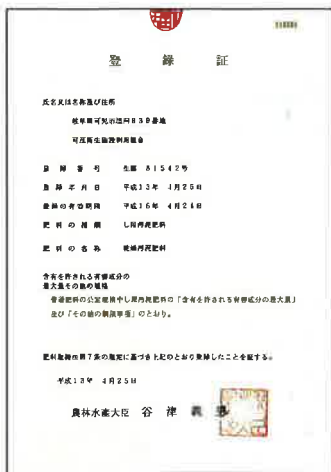 登録証
氏名又は名称及び住所
岐阜県可児市塩河839番地
可茂衛生施設利用組合
登録番号 生第81542号
登録年月日 平成13年 4月25日
登録の有効期限 平成16年 4月24日
肥料の種類 し尿汚泥肥料
肥料の名称 乾燥汚泥肥料
含有を許される有害成分の
最大量その他の規格
普通肥料の公定規格中し尿汚泥肥料の「含有を許される有害成分の最大量」
及び「その他の制限事項」のとおり。
肥料取締法第7条の規定に基づき上記のとおり登録したことを証する。
平成13年 4月25日
農林水産大臣 谷津義男